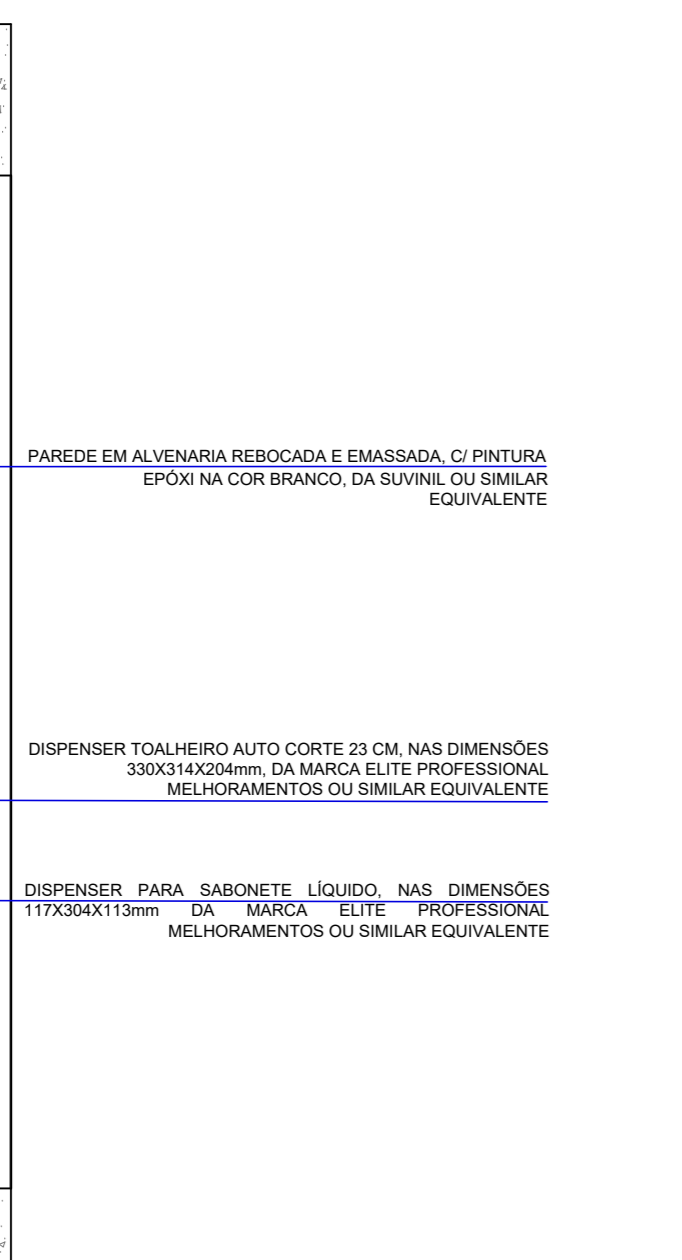 PAREDE EM ALVENARIA REBOCADA E EMASSADA, C/ PINTURA
EPÓXI NA COR BRANCO, DA SUVINIL OU SIMILAR
EQUIVALENTE
DISPENSER TOALHEIRO AUTO CORTE 23 CM, NAS DIMENSÕES
330X314X204mm, DA MARCA ELITE PROFESSIONAL
MELHORAMENTOS OU SIMILAR EQUIVALENTE
DISPENSER PARA SABONETE LÍQUIDO, NAS DIMENSÕES
117X304X113mm DA MARCA ELITE PROFESSIONAL
MELHORAMENTOS OU SIMILAR EQUIVALENTE